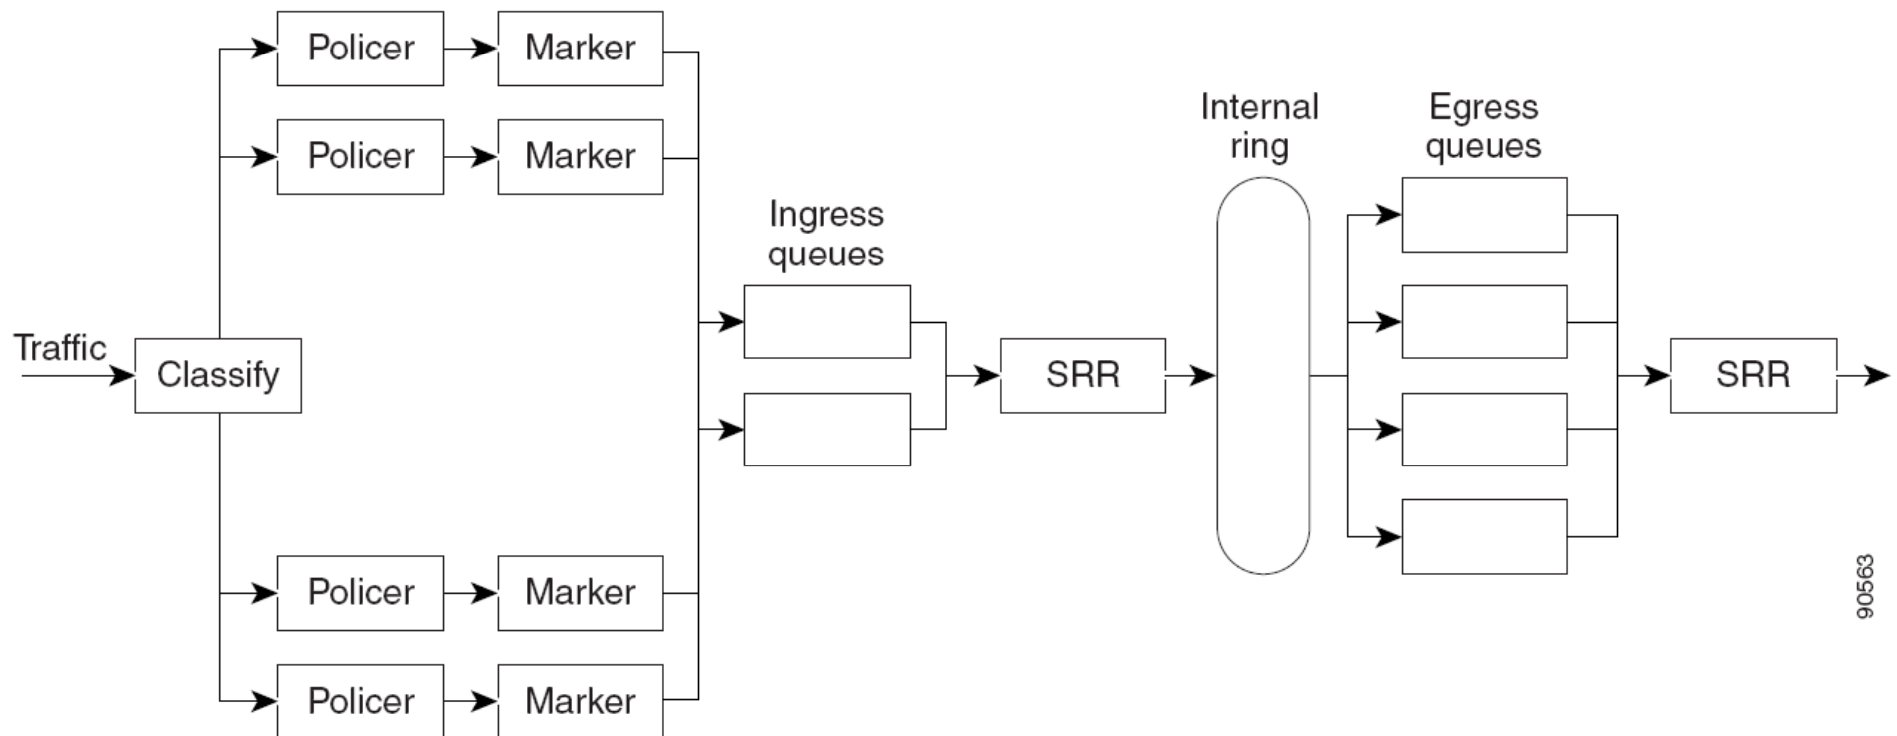 Policer
Marker
Policer
Marker
Internal
ring
Egress
queues
Ingress
queues
Traffic
Classify
SRR
SRR
Policer
Marker
Policer
Marker
90563